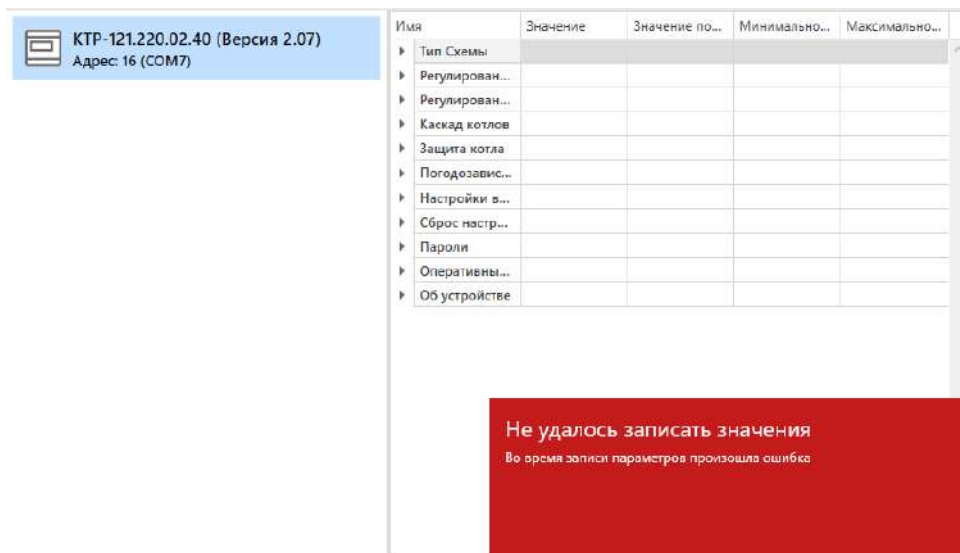 КТР-121.220.02.40 (Версия 2.07)
Адрес: 16 (COM7)
Имя Значение Значение по... Минимально... Максимально...
Тип Схемы
Регулирован...
Регулирован...
Каскад котлов
Защита котла
Погодозавис...
Настройки в...
Сброс настр...
Пароли
Оперативны...
Об устройстве
Не удалось записать значения
Во время записи параметров произошла ошибка